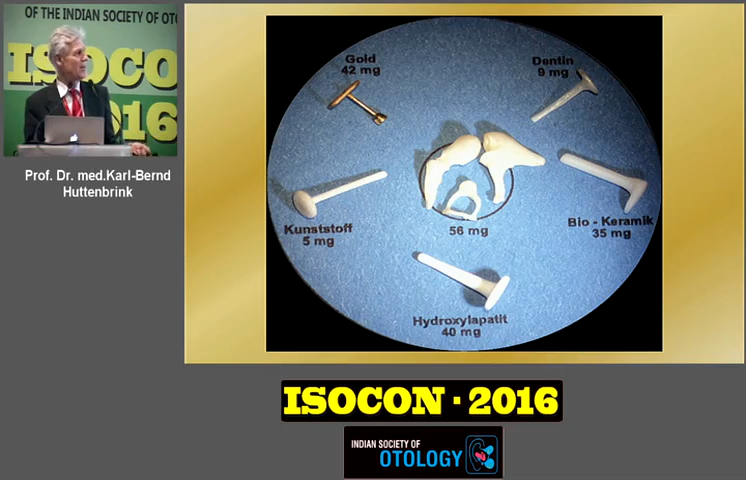 OF THE INDIAN SOCIETY OF OTO
ISOCO
2016
Prof. Dr. med.Karl-Bernd
Huttenbrink
Gold
42 mg
Dentin
9 mg
Kunststoff
5 mg
56 mg
Bio - Keramik
35 mg
Hydroxylapatit
40 mg
ISOCON · 2016
INDIAN SOCIETY OF
OTOLOGY